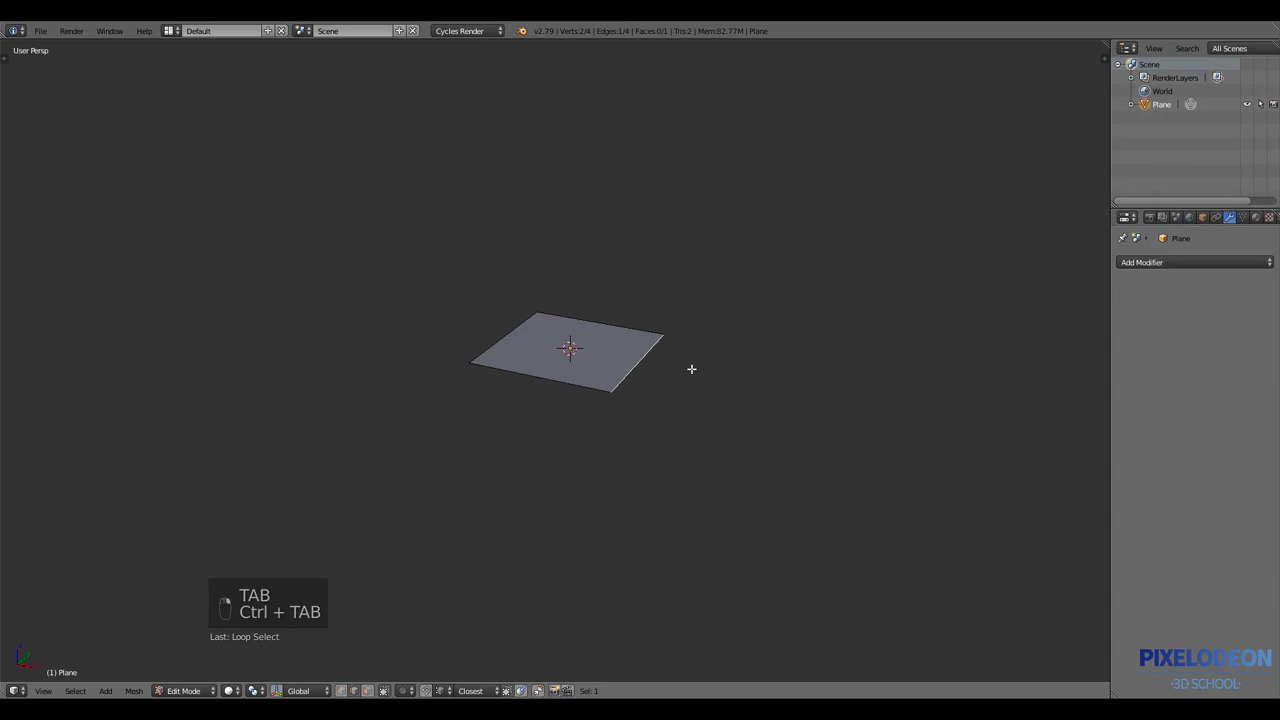 File Render Window Help Default Scene Cycles Render v2.79 | Verts:2/4 | Edges:1/4 | Faces:0/1 | Tris:2 | Mem:82.77M | Plane
User Persp
View Search All Scenes
Scene
RenderLayers |
World
Plane |
Plane
Add Modifier
TAB
Ctrl + TAB
Last: Loop Select
(1) Plane
PIXELODEON
·3D SCHOOL·
View Select Add Mesh Edit Mode Global Closest Sel: 1